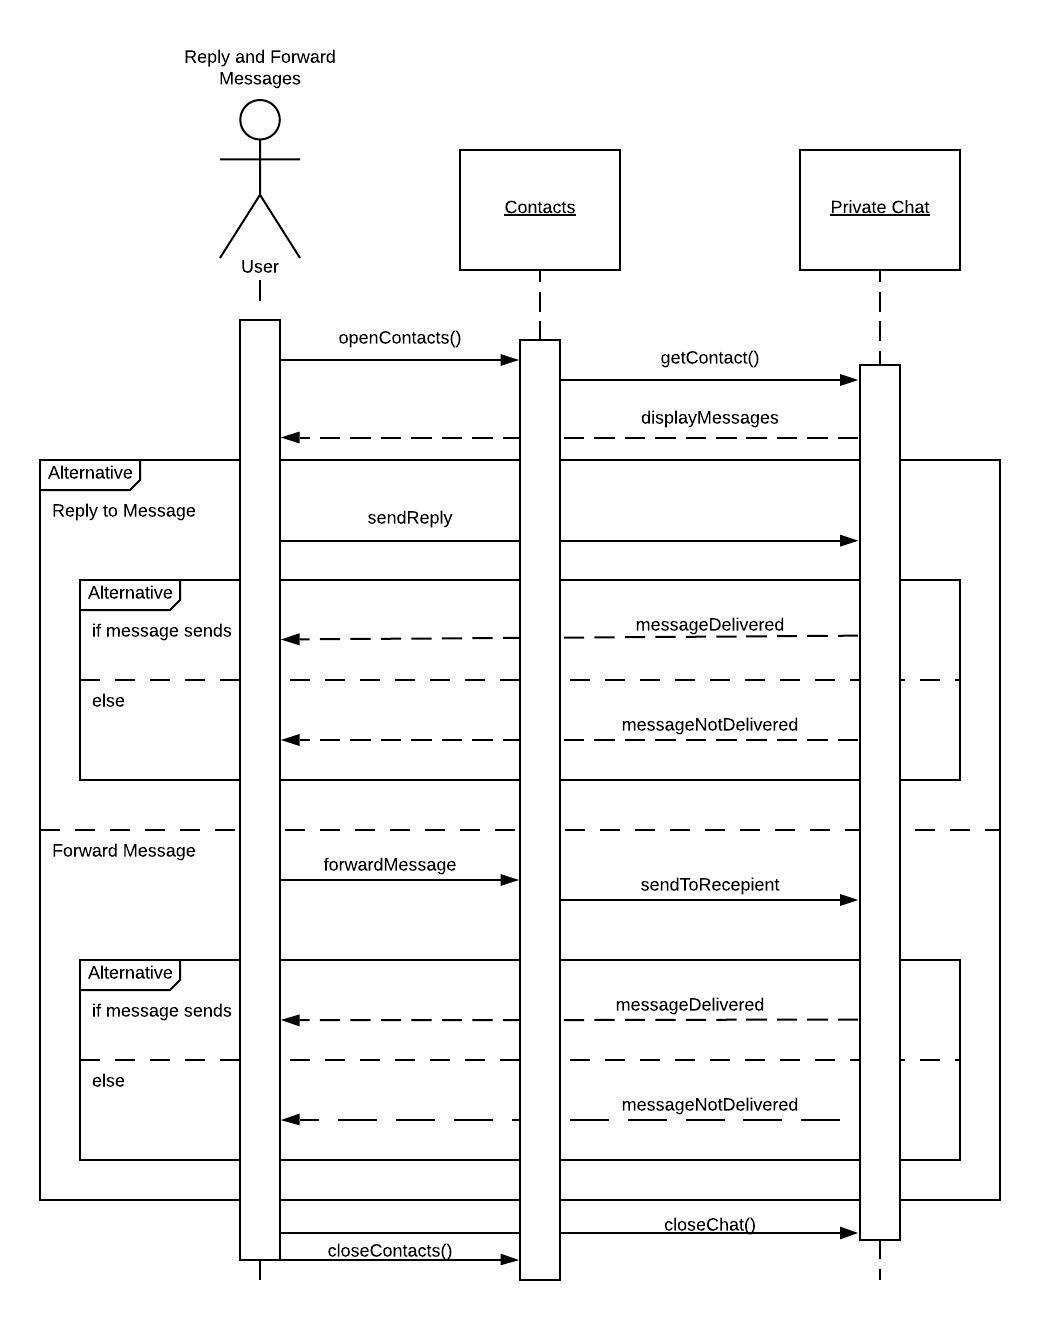 Reply and Forward
Messages
Contacts
Private Chat
User
openContacts()
getContact()
displayMessages
Alternative
Reply to Message
sendReply
Alternative
if message sends
messageDelivered
else
messageNotDelivered
Forward Message
forwardMessage
sendToRecepient
Alternative
if message sends
messageDelivered
else
messageNotDelivered
closeChat()
closeContacts()